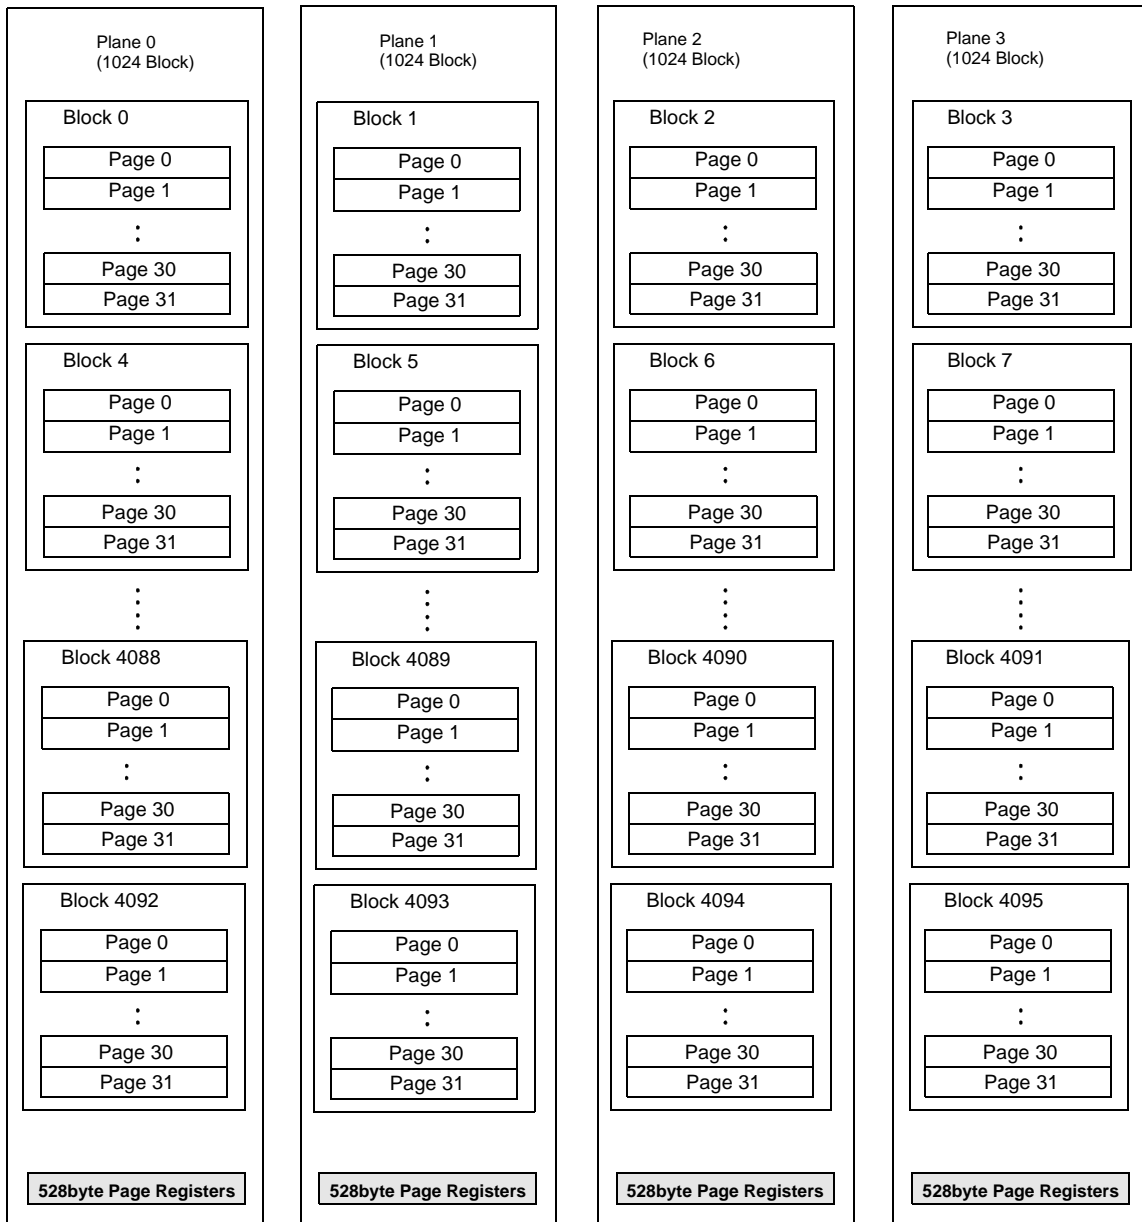 Plane 0
(1024 Block)
Block 0
Page 0
Page 1
Page 30
Page 31
Block 4
Page 0
Page 1
Page 30
Page 31
Block 4088
Page 0
Page 1
Page 30
Page 31
Block 4092
Page 0
Page 1
Page 30
Page 31
528byte Page Registers
Plane 1
(1024 Block)
Block 1
Page 0
Page 1
Page 30
Page 31
Block 5
Page 0
Page 1
Page 30
Page 31
Block 4089
Page 0
Page 1
Page 30
Page 31
Block 4093
Page 0
Page 1
Page 30
Page 31
528byte Page Registers
Plane 2
(1024 Block)
Block 2
Page 0
Page 1
Page 30
Page 31
Block 6
Page 0
Page 1
Page 30
Page 31
Block 4090
Page 0
Page 1
Page 30
Page 31
Block 4094
Page 0
Page 1
Page 30
Page 31
528byte Page Registers
Plane 3
(1024 Block)
Block 3
Page 0
Page 1
Page 30
Page 31
Block 7
Page 0
Page 1
Page 30
Page 31
Block 4091
Page 0
Page 1
Page 30
Page 31
Block 4095
Page 0
Page 1
Page 30
Page 31
528byte Page Registers